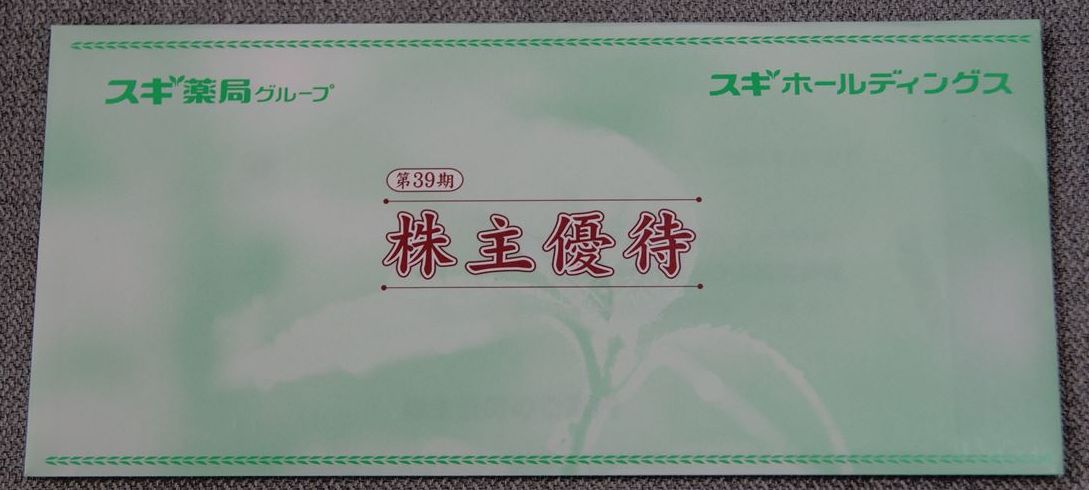 スギ薬局グループ
スギホールディングス
第39期
株主優待